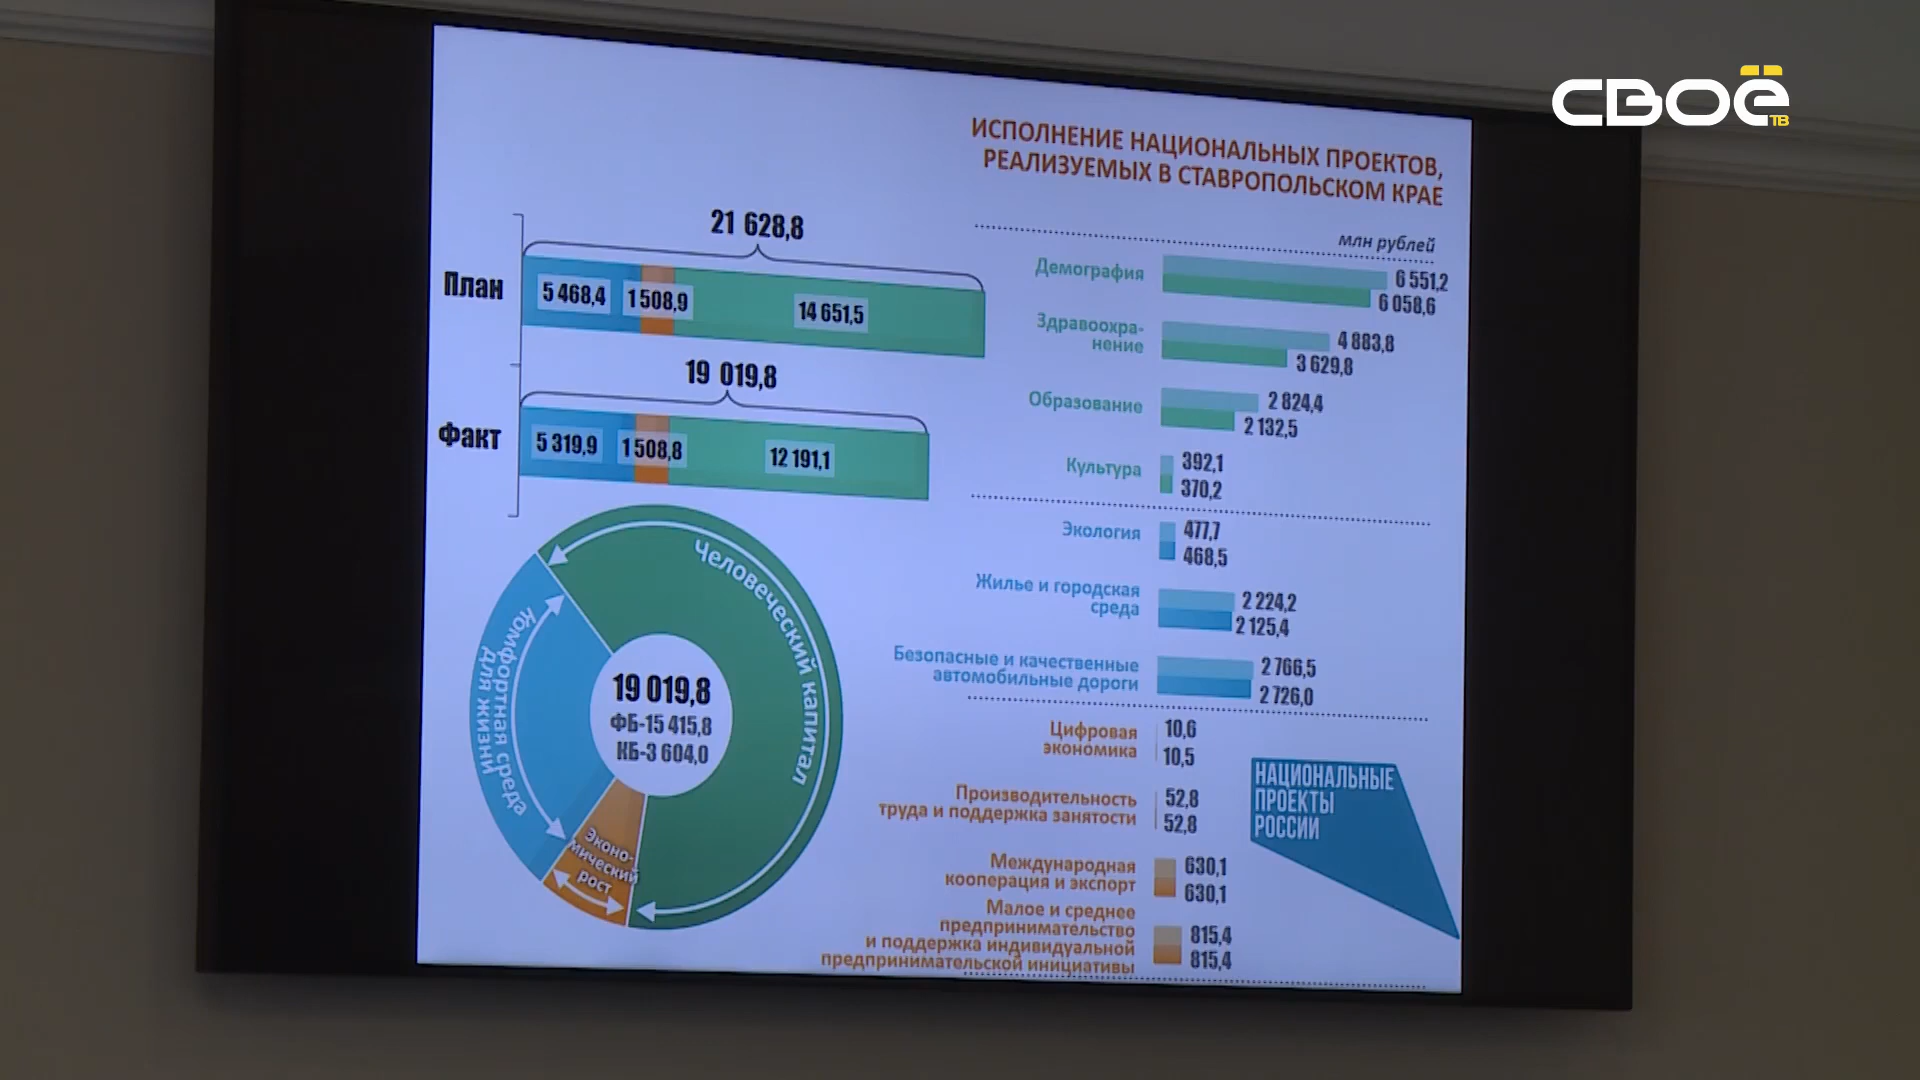 СВОЁ
ТВ
ИСПОЛНЕНИЕ НАЦИОНАЛЬНЫХ ПРОЕКТОВ,
РЕАЛИЗУЕМЫХ В СТАВРОПОЛЬСКОМ КРАЕ
млн рублей
21 628,8
План
5 468,4 1 508,9 14 651,5
19 019,8
Факт
5 319,9 1 508,8 12 191,1
Человеческий капитал
Комфортная среда
для жизни
Эконо-
мический
рост
19 019,8
ФБ-15 415,8
КБ-3 604,0
Демография
6 551,2
6 058,6
Здравоохра-
нение
4 883,8
3 629,8
Образование
2 824,4
2 132,5
Культура
392,1
370,2
Экология
477,7
468,5
Жилье и городская
среда
2 224,2
2 125,4
Безопасные и качественные
автомобильные дороги
2 766,5
2 726,0
Цифровая
экономика
10,6
10,5
Производительность
труда и поддержка занятости
52,8
52,8
Международная
кооперация и экспорт
630,1
630,1
Малое и среднее
предпринимательство
и поддержка индивидуальной
предпринимательской инициативы
815,4
815,4
НАЦИОНАЛЬНЫЕ
ПРОЕКТЫ
РОССИИ